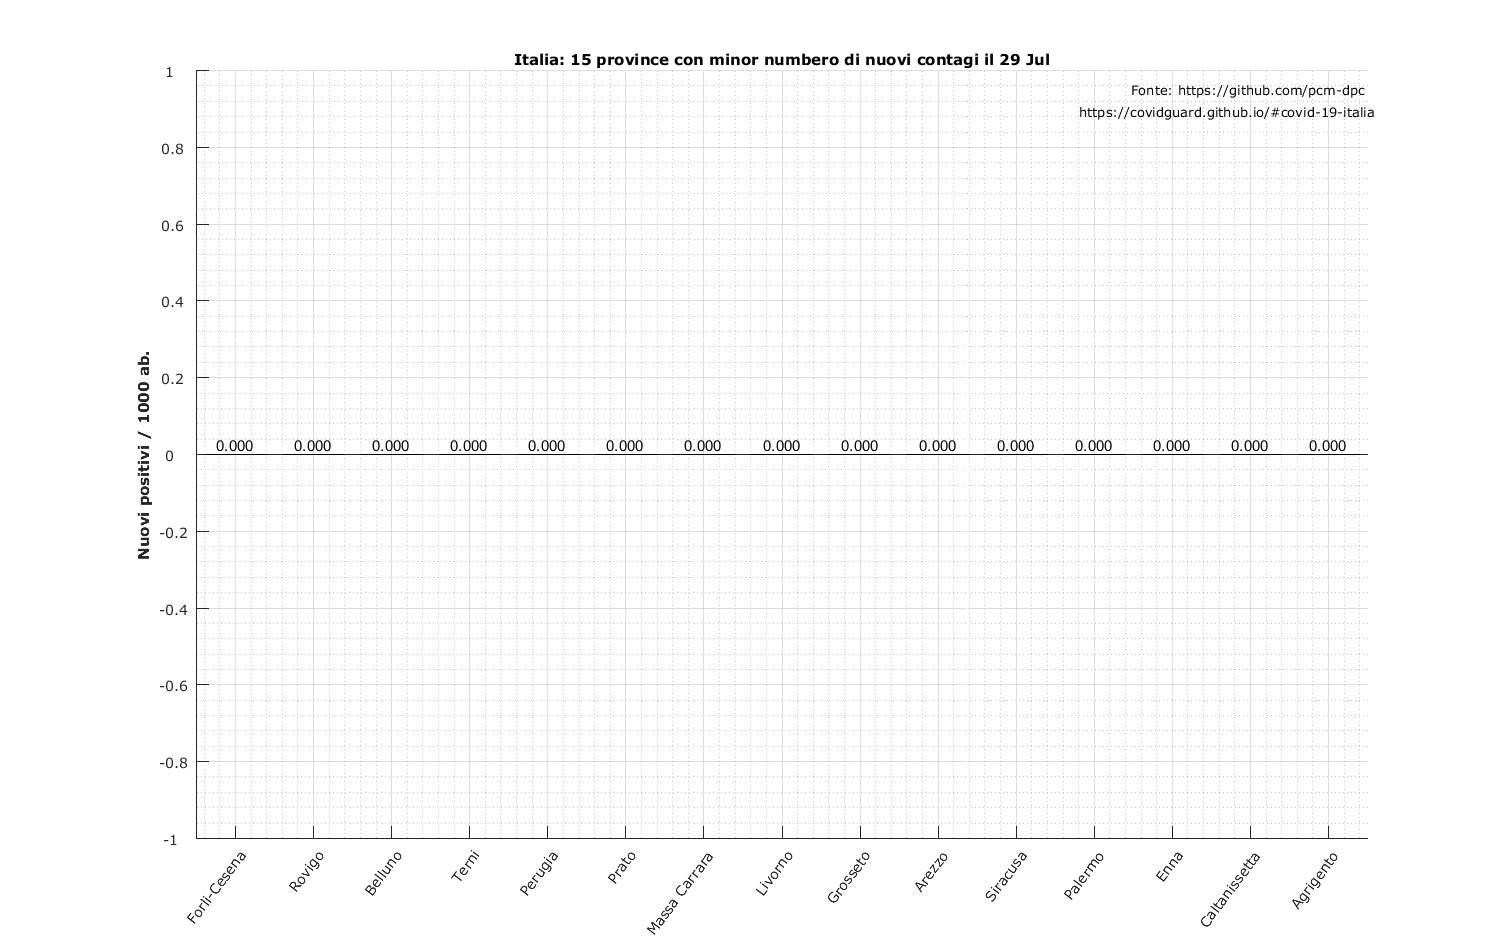 Italia: 15 province con minor numbero di nuovi contagi il 29 Jul
Fonte: https://github.com/pcm-dpc
https://covidguard.github.io/#covid-19-italia
Nuovi positivi / 1000 ab.
1
0.8
0.6
0.4
0.2
0
-0.2
-0.4
-0.6
-0.8
-1
0.000 0.000 0.000 0.000 0.000 0.000 0.000 0.000 0.000 0.000 0.000 0.000 0.000 0.000 0.000
Forlì-Cesena
Rovigo
Belluno
Terni
Perugia
Prato
Massa Carrara
Livorno
Grosseto
Arezzo
Siracusa
Palermo
Enna
Caltanissetta
Agrigento